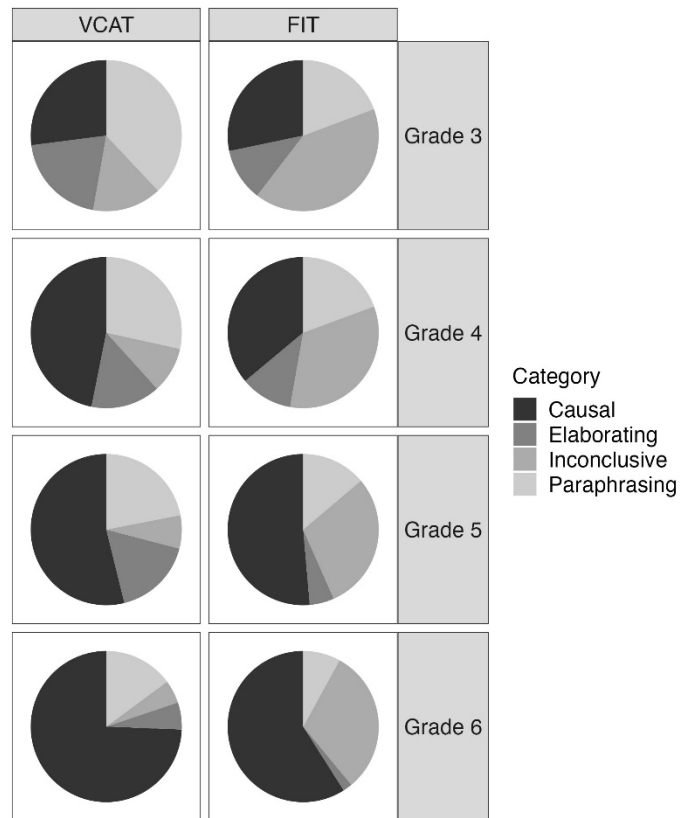 VCAT
FIT
Grade 3
Grade 4
Grade 5
Grade 6
Category
Causal
Elaborating
Inconclusive
Paraphrasing